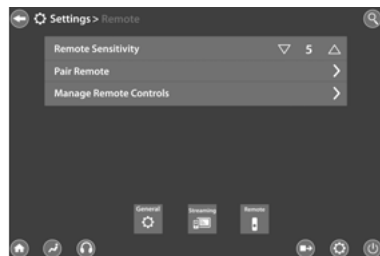 Settings > Remote
Remote Sensitivity 5
Pair Remote
Manage Remote Controls
General Streaming Remote